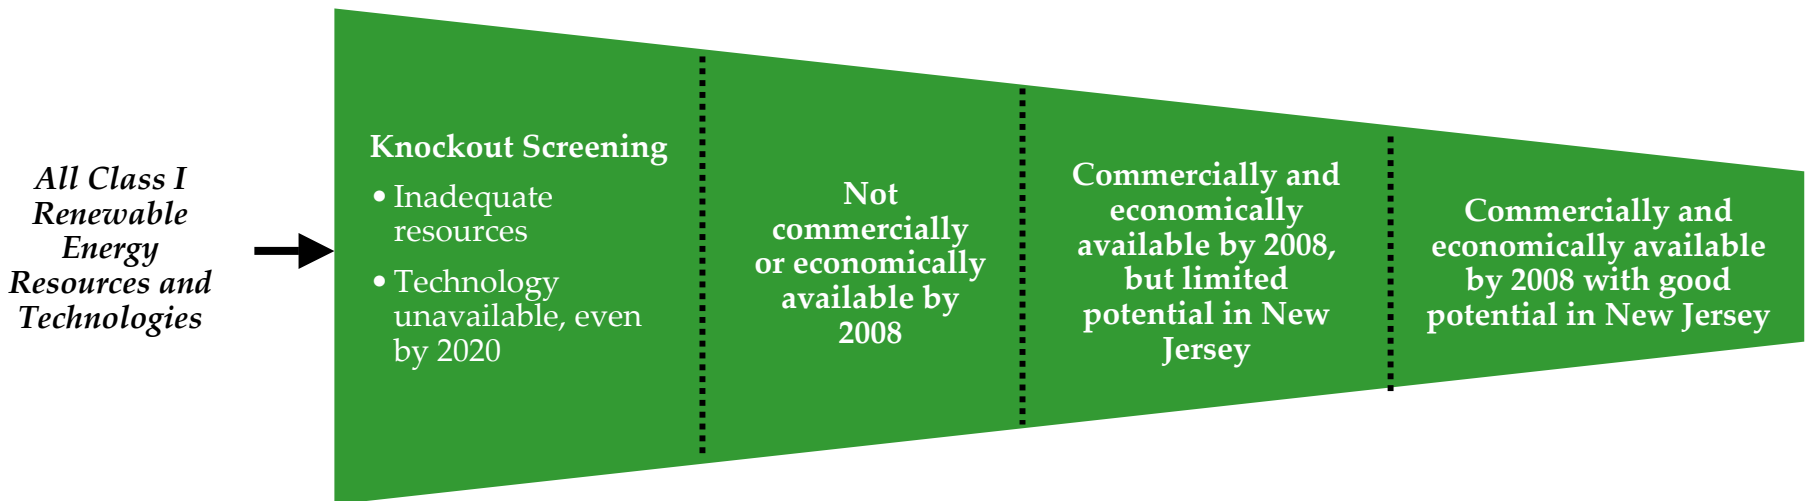 All Class I
Renewable
Energy
Resources and
Technologies
Knockout Screening
• Inadequate
resources
• Technology
unavailable, even
by 2020
Not
commercially
or economically
available by
2008
Commercially and
economically
available by 2008,
but limited
potential in New
Jersey
Commercially and
economically available
by 2008 with good
potential in New Jersey